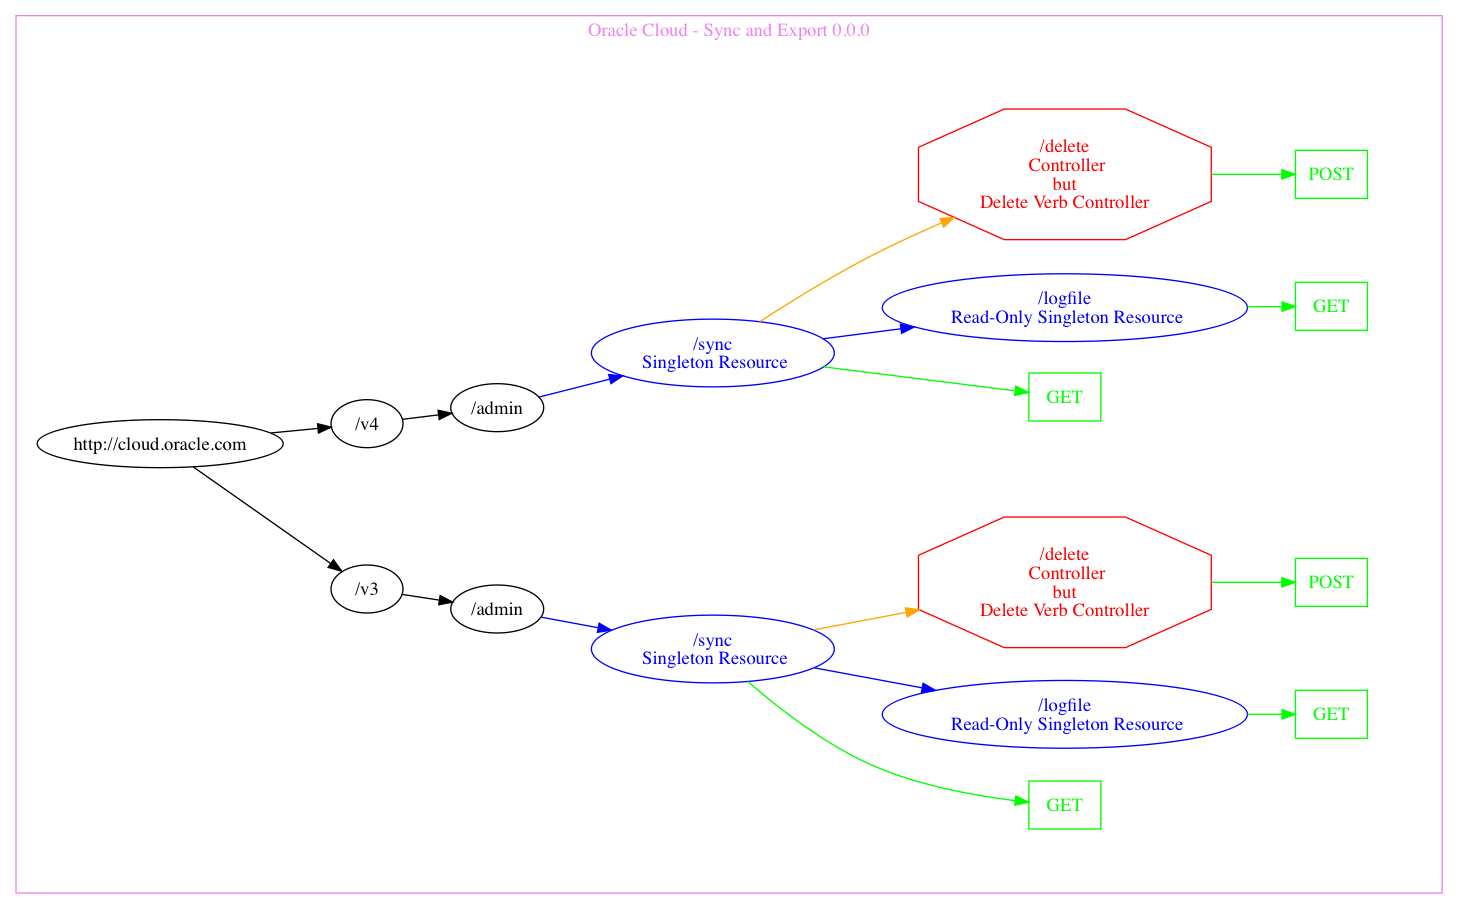 Oracle Cloud - Sync and Export 0.0.0
/delete
Controller
but
Delete Verb Controller
POST
/logfile
Read-Only Singleton Resource
GET
/sync
Singleton Resource
GET
/admin
/v4
http://cloud.oracle.com
/v3
/admin
/sync
Singleton Resource
/delete
Controller
but
Delete Verb Controller
POST
/logfile
Read-Only Singleton Resource
GET
GET